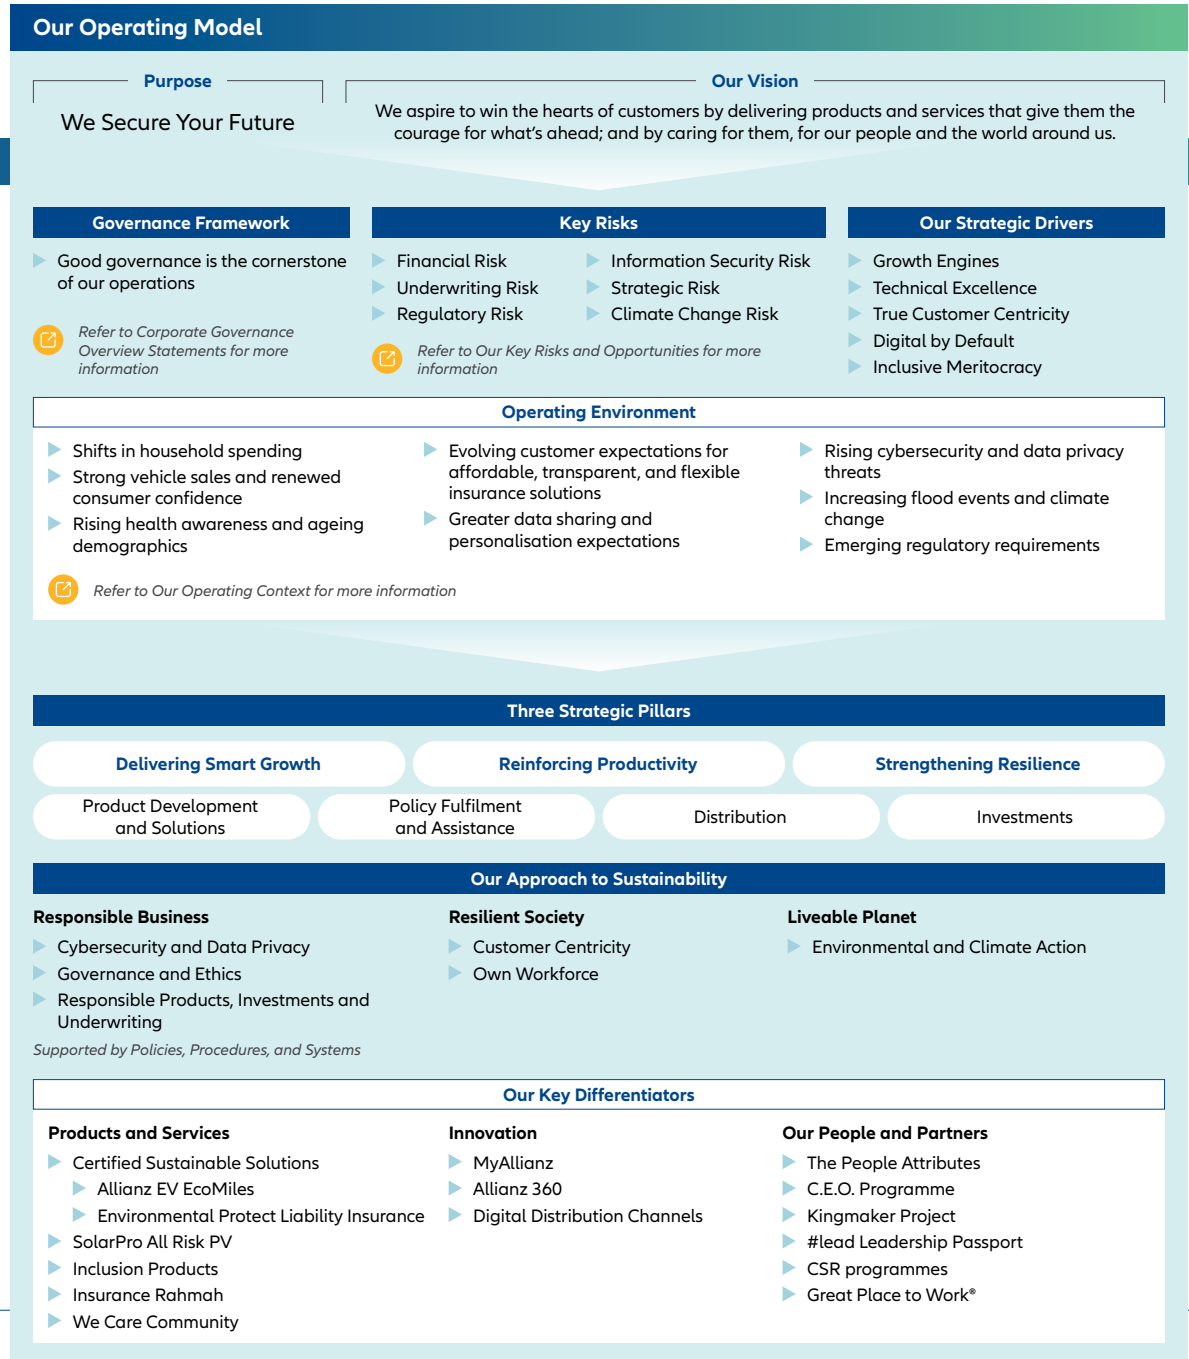 Our Operating Model
Purpose
We Secure Your Future
Our Vision
We aspire to win the hearts of customers by delivering products and services that give them the
courage for what's ahead; and by caring for them, for our people and the world around us.
Governance Framework
Good governance is the cornerstone
of our operations
Refer to Corporate Governance
Overview Statements for more
information
Key Risks
Financial Risk
Underwriting Risk
Regulatory Risk
Information Security Risk
Strategic Risk
Climate Change Risk
Refer to Our Key Risks and Opportunities for more
information
Our Strategic Drivers
Growth Engines
Technical Excellence
True Customer Centricity
Digital by Default
Inclusive Meritocracy
Operating Environment
Shifts in household spending
Strong vehicle sales and renewed
consumer confidence
Rising health awareness and ageing
demographics
Evolving customer expectations for
affordable, transparent, and flexible
insurance solutions
Greater data sharing and
personalisation expectations
Rising cybersecurity and data privacy
threats
Increasing flood events and climate
change
Emerging regulatory requirements
Refer to Our Operating Context for more information
Three Strategic Pillars
Delivering Smart Growth
Reinforcing Productivity
Strengthening Resilience
Product Development
and Solutions
Policy Fulfilment
and Assistance
Distribution
Investments
Our Approach to Sustainability
Responsible Business
Cybersecurity and Data Privacy
Governance and Ethics
Responsible Products, Investments and
Underwriting
Supported by Policies, Procedures, and Systems
Resilient Society
Customer Centricity
Own Workforce
Liveable Planet
Environmental and Climate Action
Our Key Differentiators
Products and Services
Certified Sustainable Solutions
Allianz EV EcoMiles
Environmental Protect Liability Insurance
SolarPro All Risk PV
Inclusion Products
Insurance Rahmah
We Care Community
Innovation
MyAllianz
Allianz 360
Digital Distribution Channels
Our People and Partners
The People Attributes
C.E.O. Programme
Kingmaker Project
#lead Leadership Passport
CSR programmes
Great Place to Work®